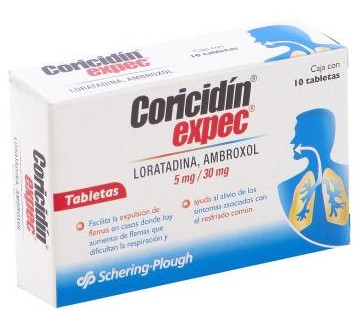 Caja con
10 tabletas
Coricidín®
expec®
LORATADINA, AMBROXOL
5 mg / 30 mg
Tabletas
• Facilita la expulsión de
flemas en casos donde hay
aumento de flemas que
dificultan la respiración y
• ayuda al alivio de los
síntomas asociados con
el resfriado común.
Schering-Plough
Coricidín
expec
LORATADINA, AMBROXOL